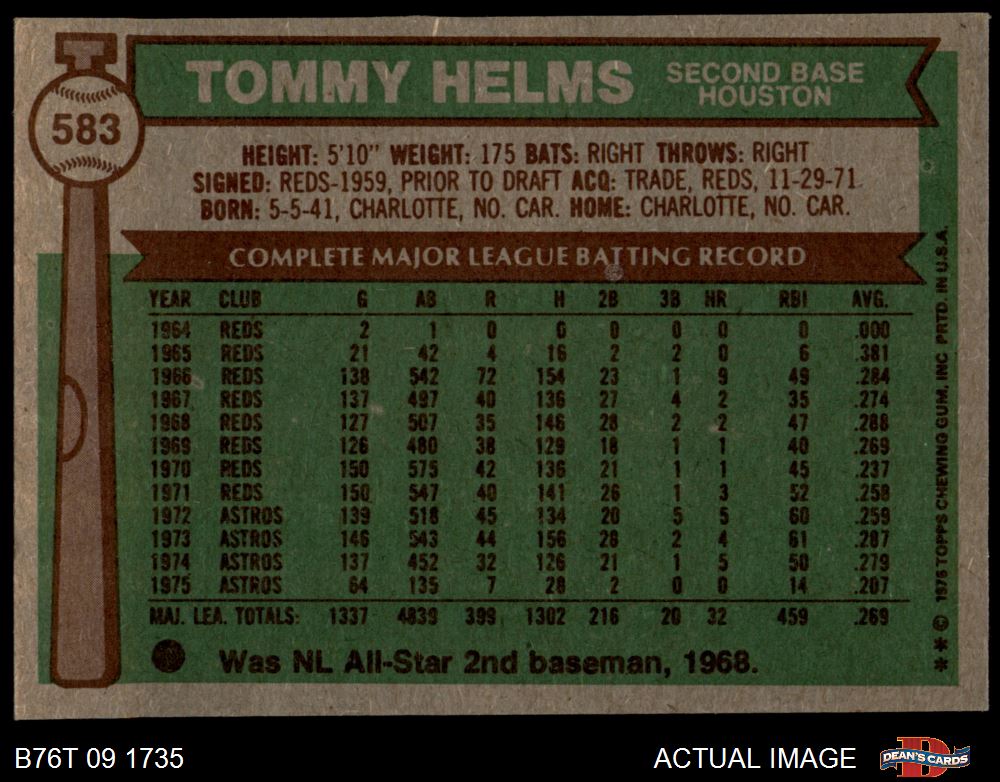 583
TOMMY HELMS
SECOND BASE
HOUSTON
HEIGHT: 5'10" WEIGHT: 175 BATS: RIGHT THROWS: RIGHT
SIGNED: REDS-1959, PRIOR TO DRAFT ACQ: TRADE, REDS, 11-29-71
BORN: 5-5-41, CHARLOTTE, NO. CAR. HOME: CHARLOTTE, NO. CAR.
COMPLETE MAJOR LEAGUE BATTING RECORD
YEAR CLUB G AB R H 2B 3B HR RBI AVG.
1964 REDS 2 1 0 0 0 0 0 0 .000
1965 REDS 21 42 4 16 2 2 0 6 .381
1966 REDS 138 542 72 154 23 1 9 49 .284
1967 REDS 137 497 40 136 27 4 2 35 .274
1968 REDS 127 507 35 146 28 2 2 47 .288
1969 REDS 126 480 38 129 18 1 1 40 .269
1970 REDS 150 575 42 136 21 1 1 45 .237
1971 REDS 150 547 40 141 26 1 3 52 .258
1972 ASTROS 139 518 45 134 20 5 5 60 .259
1973 ASTROS 146 543 44 156 28 2 4 61 .287
1974 ASTROS 137 452 32 126 21 1 5 50 .279
1975 ASTROS 64 135 7 28 2 0 0 14 .207
MAJ. LEA. TOTALS: 1337 4839 399 1302 216 20 32 459 .269
Was NL All-Star 2nd baseman, 1968.
** © 1976 TOPPS CHEWING GUM, INC. PRTD. IN U.S.A.
B76T 09 1735
ACTUAL IMAGE
DEAN'S CARDS